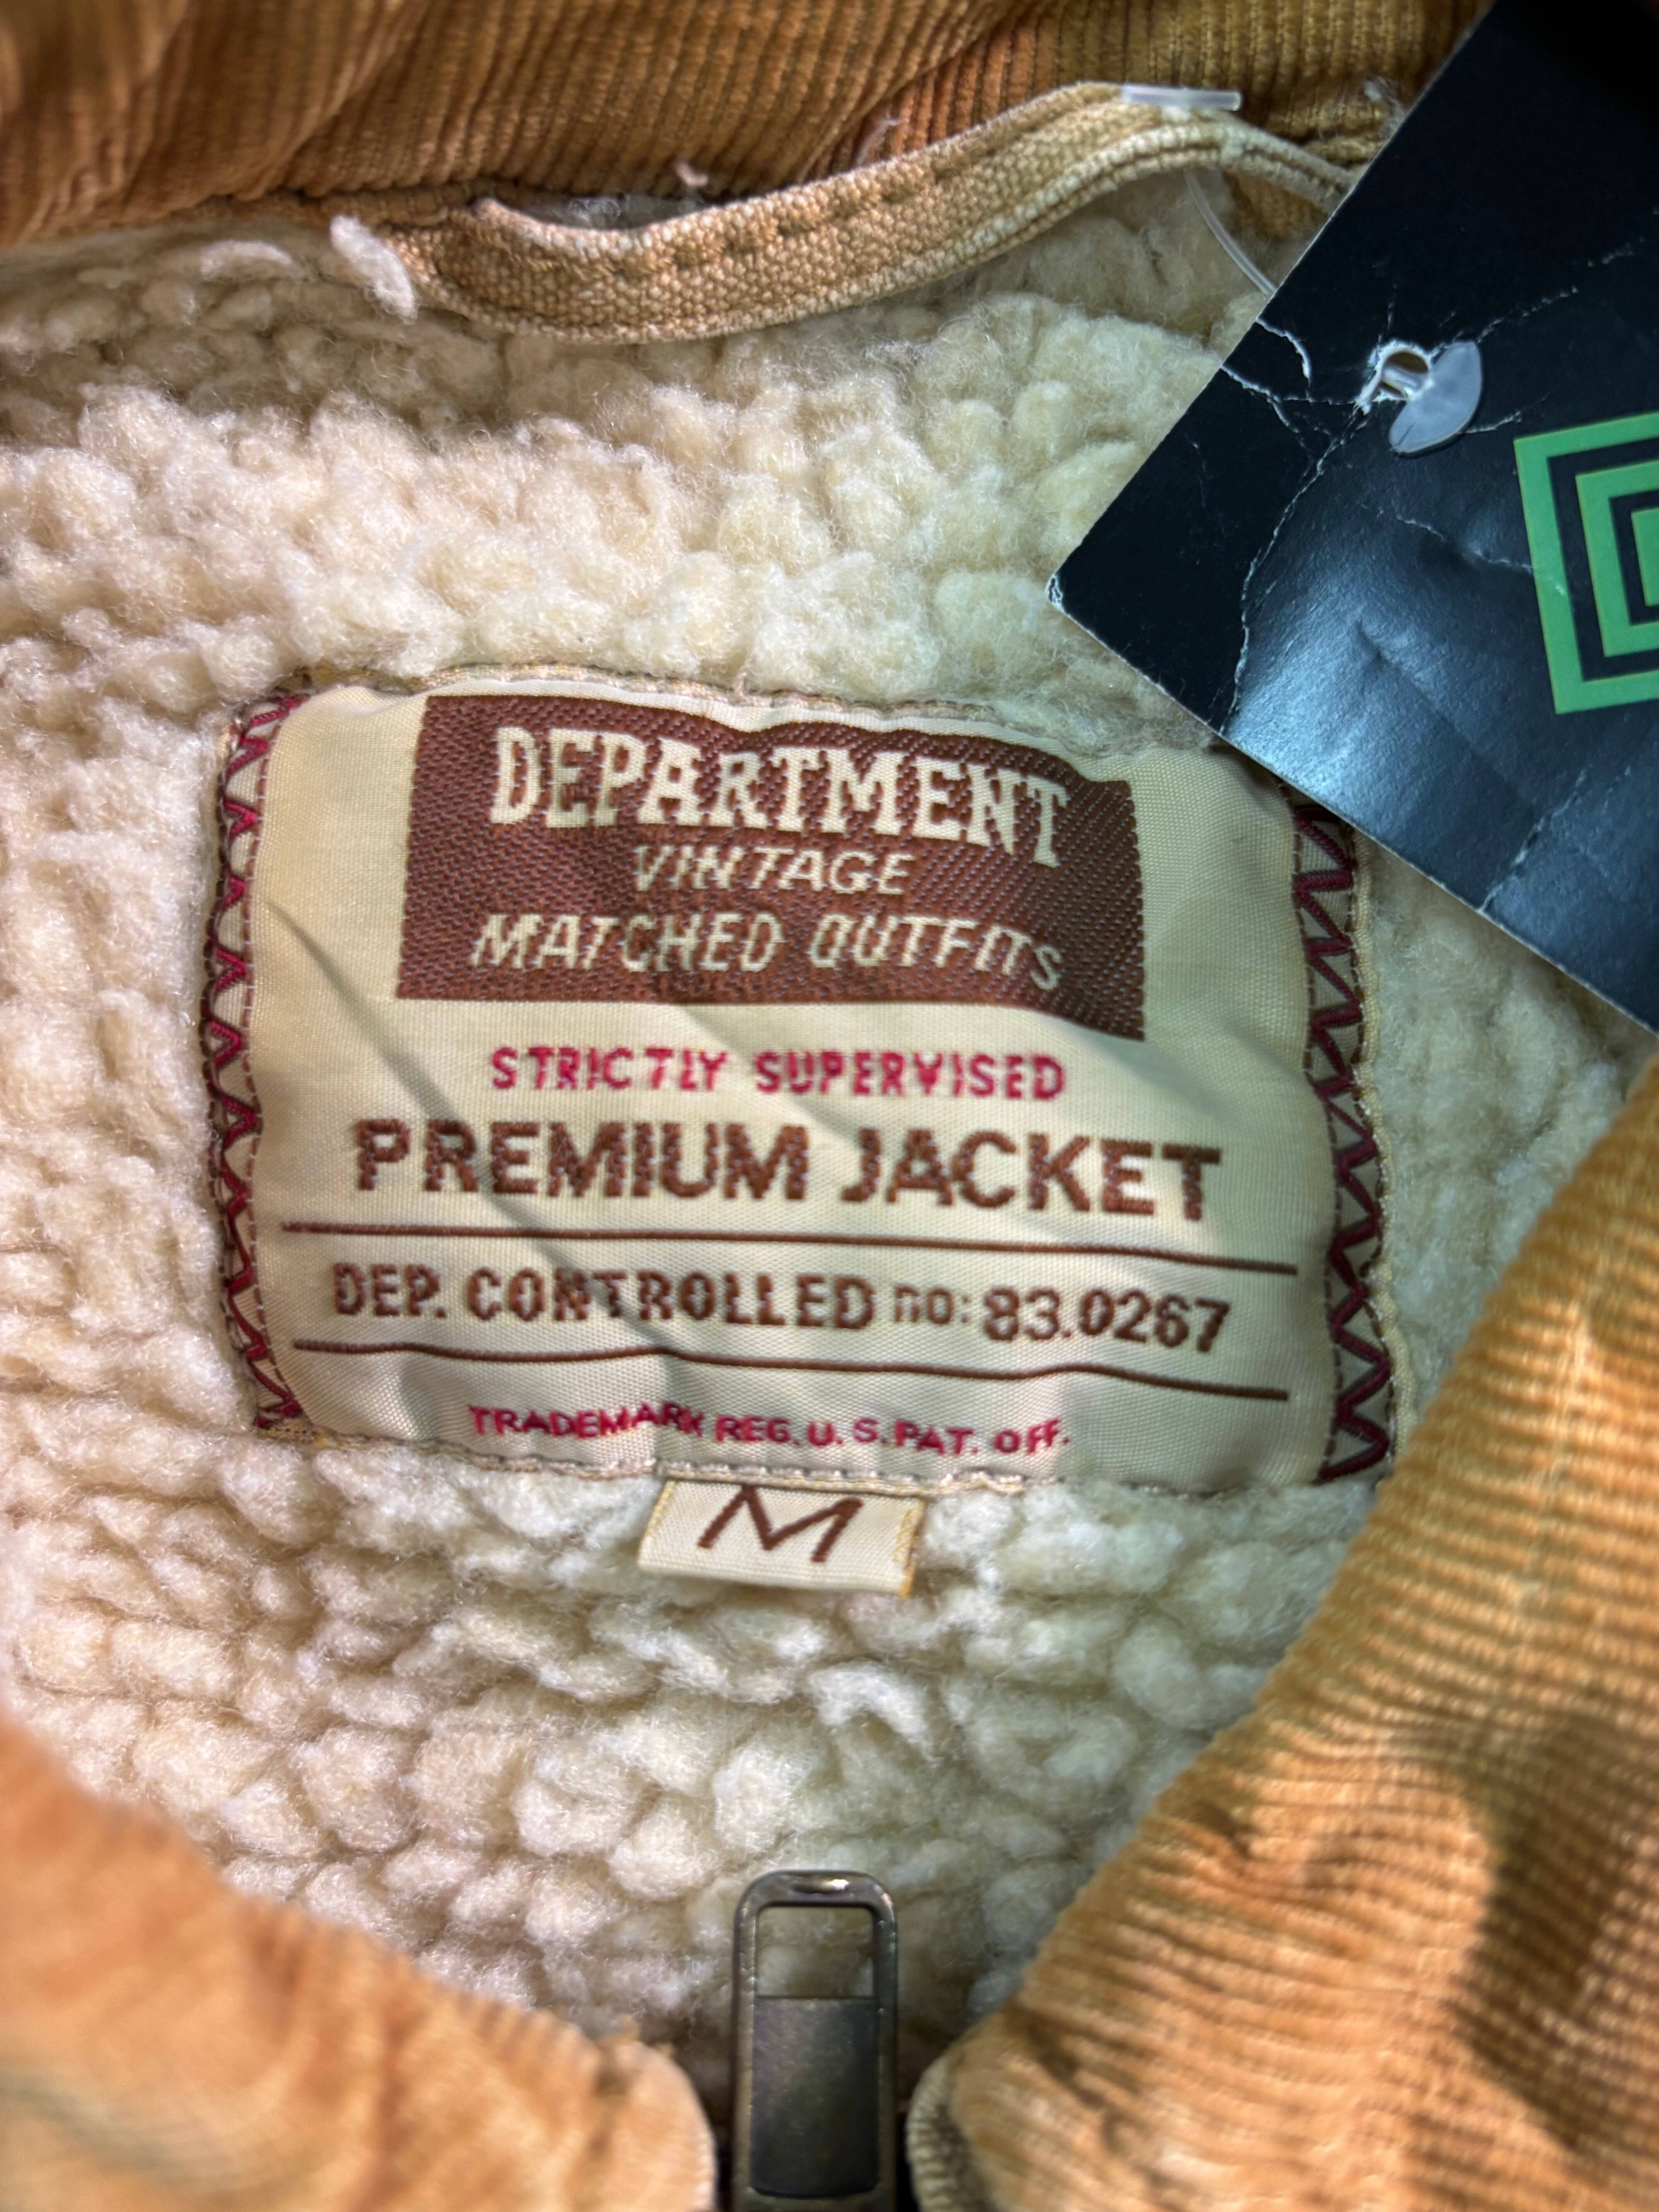 DEPARTMENT
VINTAGE
MATCHED OUTFITS
STRICTLY SUPERVISED
PREMIUM JACKET
DEP. CONTROLLED no: 83.0267
TRADEMARK REG. U. S. PAT. OFF.
M